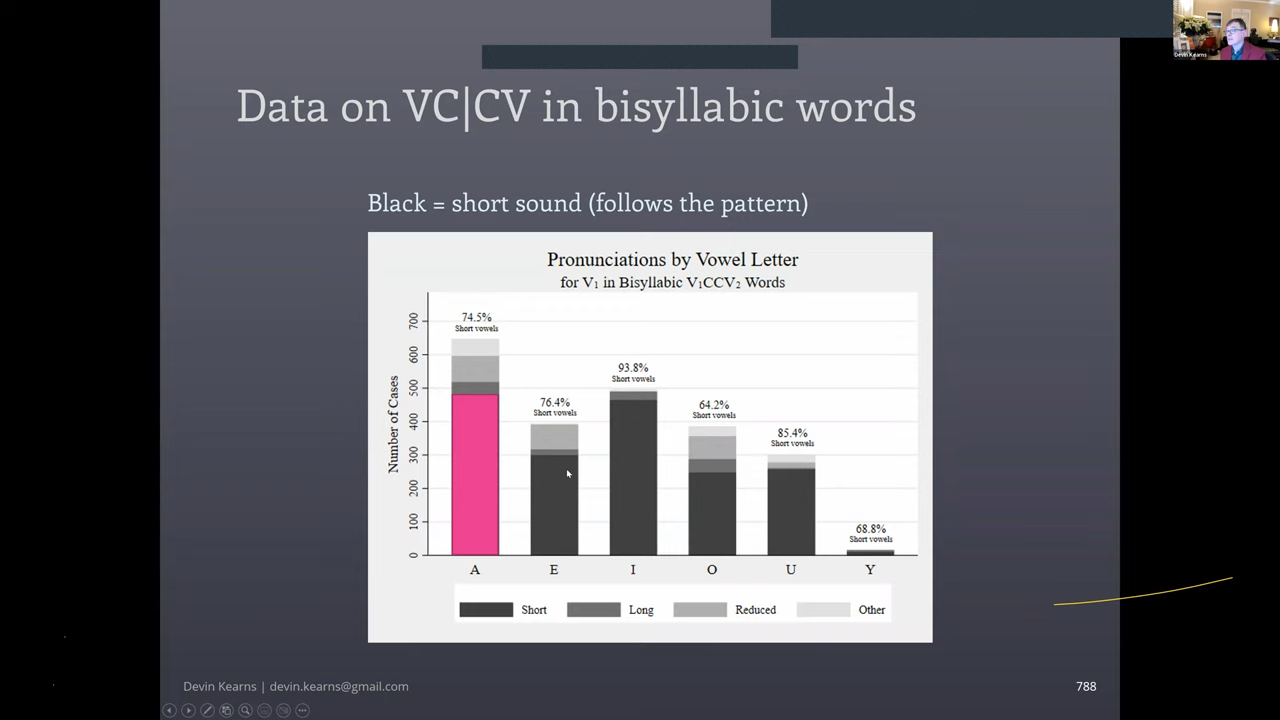 Devin Kearns
Data on VC|CV in bisyllabic words
Black = short sound (follows the pattern)
Pronunciations by Vowel Letter
for V₁ in Bisyllabic V₁CCV₂ Words
Number of Cases
700
600
500
400
300
200
100
0
74.5%
Short vowels
76.4%
Short vowels
93.8%
Short vowels
64.2%
Short vowels
85.4%
Short vowels
68.8%
Short vowels
A E I O U Y
Short Long Reduced Other
Devin Kearns | devin.kearns@gmail.com
788